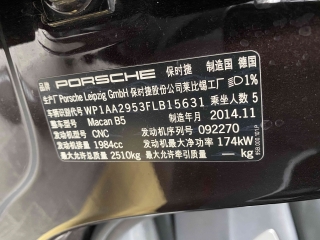 品牌 PORSCHE 保时捷 制造国 德国
生产厂 Porsche Leipzig GmbH 保时捷股份公司莱比锡工厂 1%
车辆识别代号 WP1AA2953FLB15631 乘坐人数 5
整车型号 Macan B5 制造年月 2014.11
发动机型号 CNC 发动机序号 092270
发动机排量 1984cc 发动机最大净功率 174kW
最大允许总质量 2510kg 最大允许牵引质量 — kg